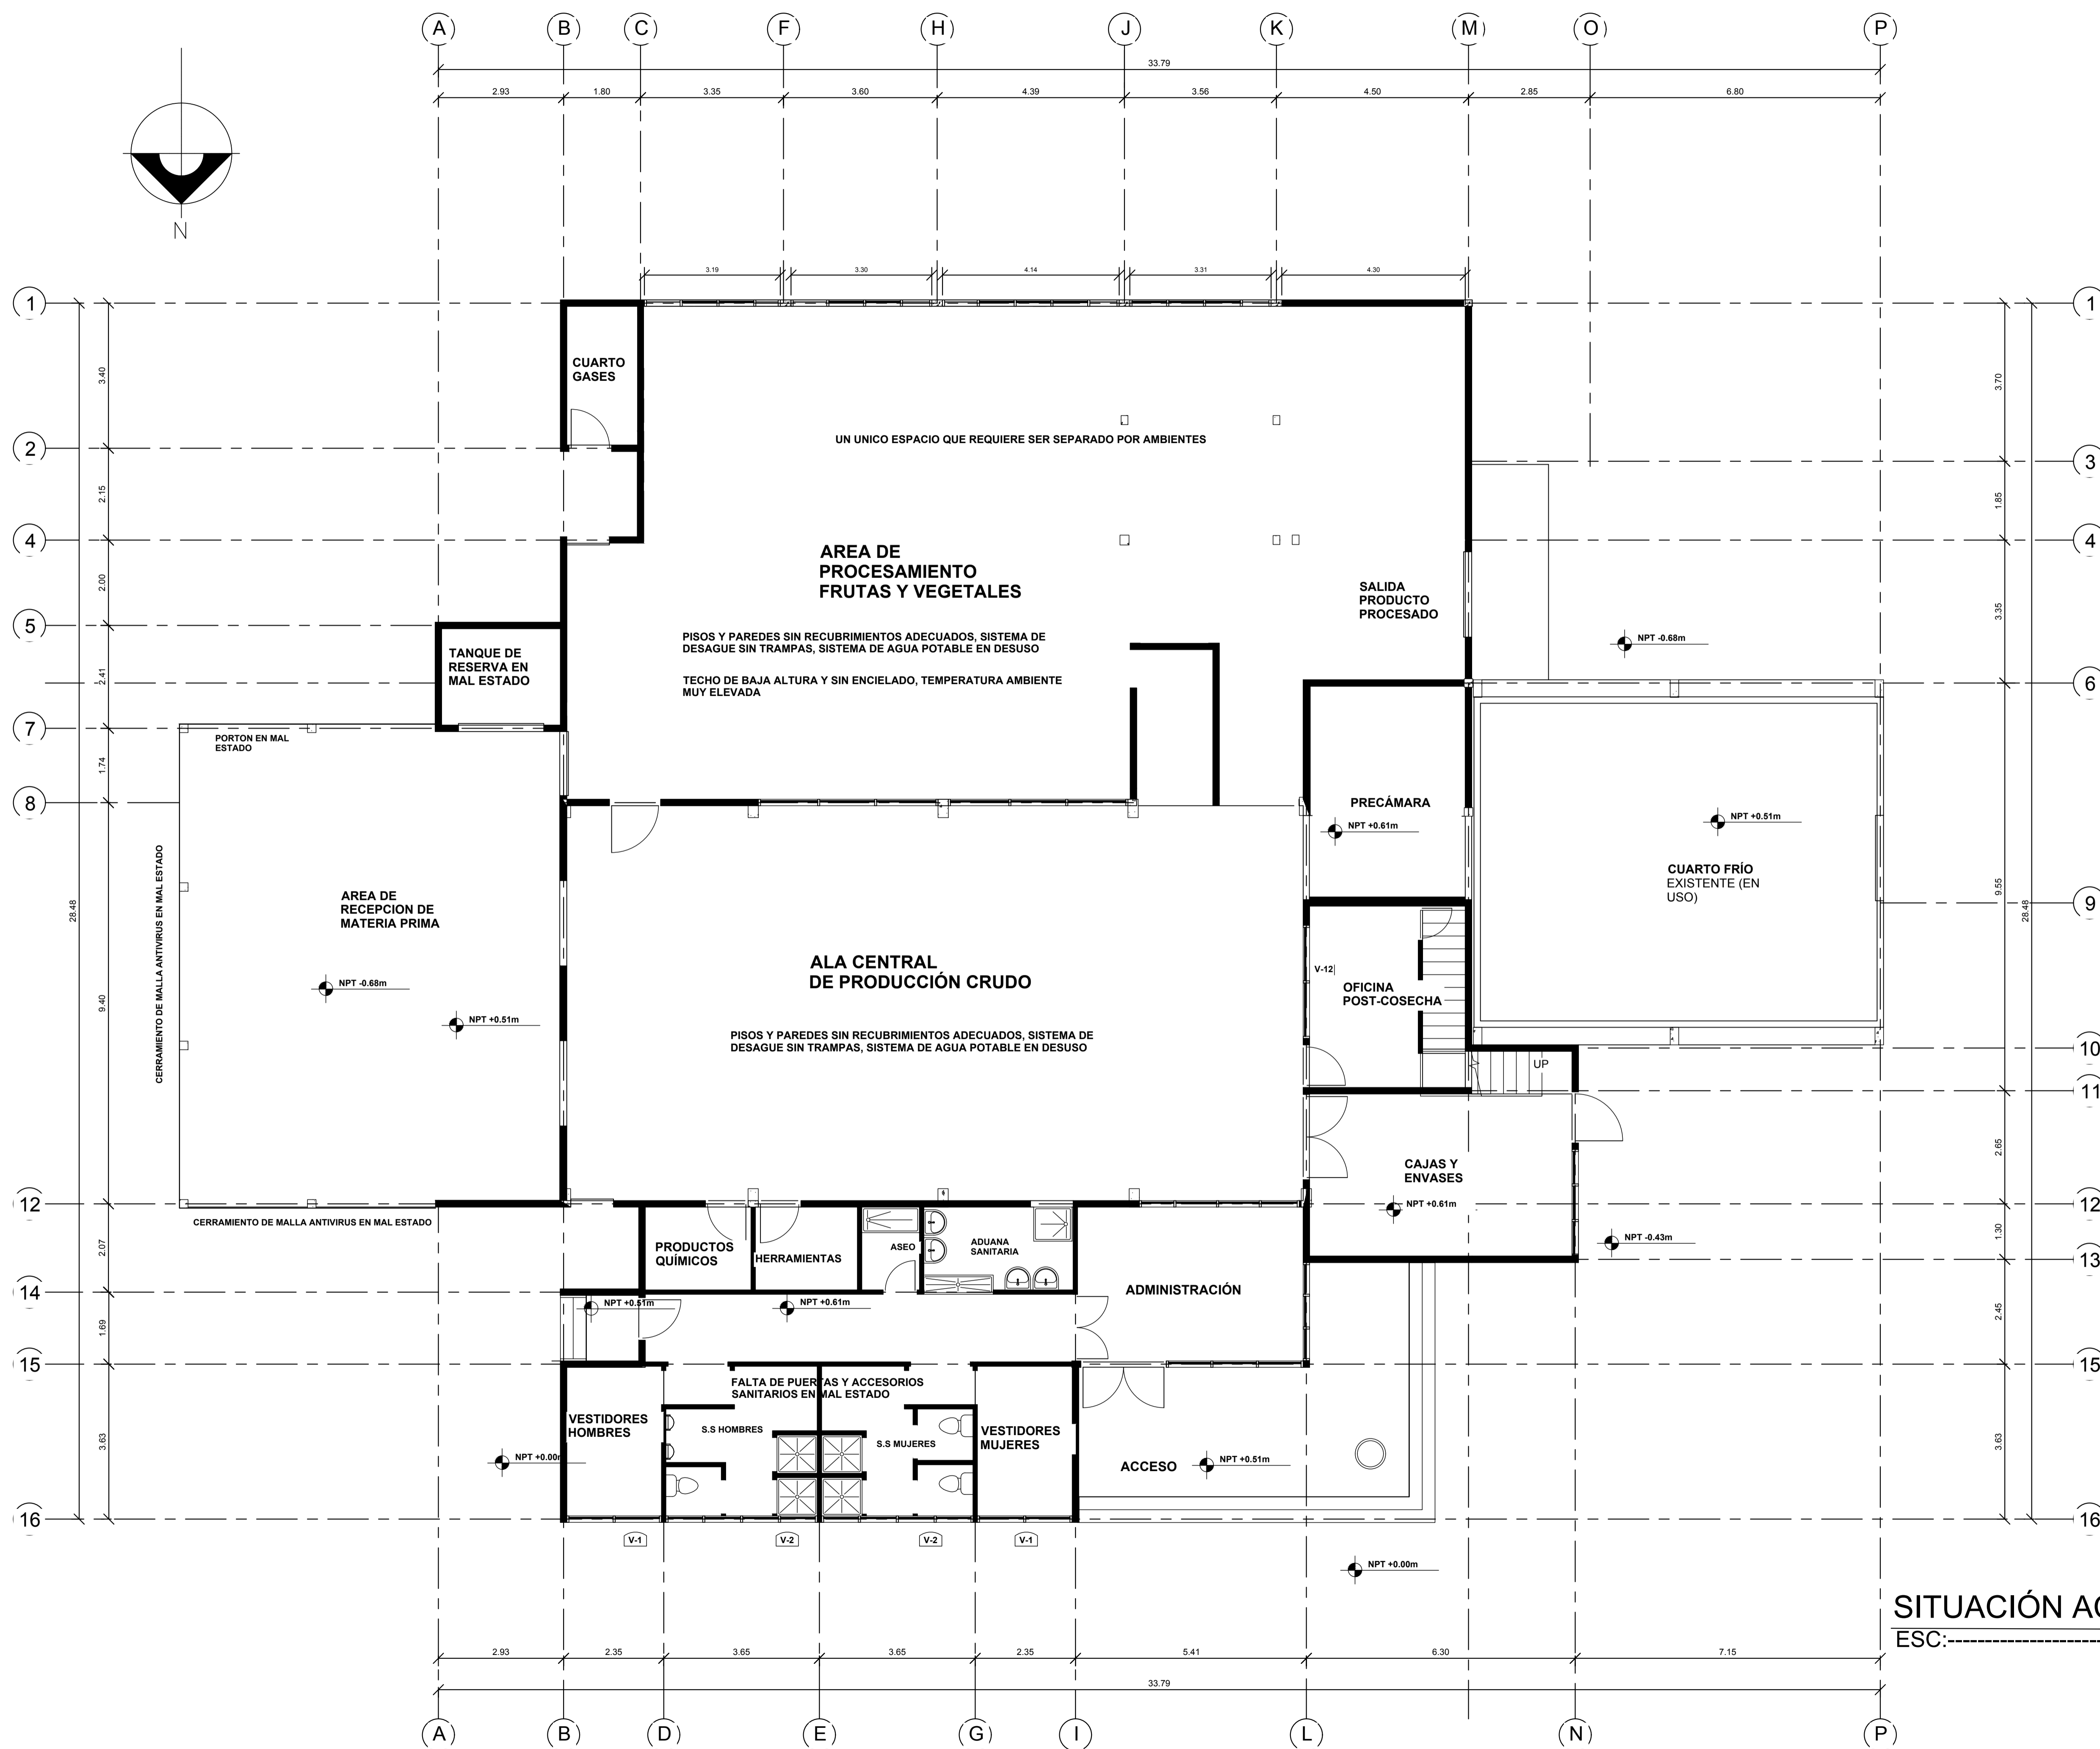 A B C F H J K M O P
33.79
2.93 1.80 3.35 3.60 4.39 3.56 4.50 2.85 6.80
N
3.19 3.30 4.14 3.31 4.30
1
1
3.40
CUARTO
GASES
3.70
2
UN UNICO ESPACIO QUE REQUIERE SER SEPARADO POR AMBIENTES
3
2.15
1.85
4
4
AREA DE
PROCESAMIENTO
FRUTAS Y VEGETALES
2.00
SALIDA
PRODUCTO
PROCESADO
3.35
5
PISOS Y PAREDES SIN RECUBRIMIENTOS ADECUADOS, SISTEMA DE
DESAGUE SIN TRAMPAS, SISTEMA DE AGUA POTABLE EN DESUSO
NPT -0.68m
TANQUE DE
RESERVA EN
MAL ESTADO
2.41
TECHO DE BAJA ALTURA Y SIN ENCIELADO, TEMPERATURA AMBIENTE
MUY ELEVADA
6
7
PORTON EN MAL
ESTADO
1.74
8
PRECÁMARA
NPT +0.61m
NPT +0.51m
CUARTO FRÍO
EXISTENTE (EN
USO)
9.55
28.48
28.48
9
CERRAMIENTO DE MALLA ANTIVIRUS EN MAL ESTADO
AREA DE
RECEPCION DE
MATERIA PRIMA
ALA CENTRAL
DE PRODUCCIÓN CRUDO
V-12
OFICINA
POST-COSECHA
NPT -0.68m
9.40
NPT +0.51m
PISOS Y PAREDES SIN RECUBRIMIENTOS ADECUADOS, SISTEMA DE
DESAGUE SIN TRAMPAS, SISTEMA DE AGUA POTABLE EN DESUSO
10
UP
11
2.65
CAJAS Y
ENVASES
12
NPT +0.61m
12
CERRAMIENTO DE MALLA ANTIVIRUS EN MAL ESTADO
2.07
PRODUCTOS
QUÍMICOS
HERRAMIENTAS
ASEO
ADUANA
SANITARIA
1.30
NPT -0.43m
13
14
ADMINISTRACIÓN
NPT +0.51m
NPT +0.61m
1.69
2.45
15
15
FALTA DE PUERTAS Y ACCESORIOS
SANITARIOS EN MAL ESTADO
VESTIDORES
HOMBRES
S.S HOMBRES
S.S MUJERES
VESTIDORES
MUJERES
3.63
3.63
NPT +0.00m
ACCESO
NPT +0.51m
16
16
V-1 V-2 V-2 V-1
NPT +0.00m
SITUACIÓN AC
ESC:
2.93 2.35 3.65 3.65 2.35 5.41 6.30 7.15
33.79
A B D E G I L N P